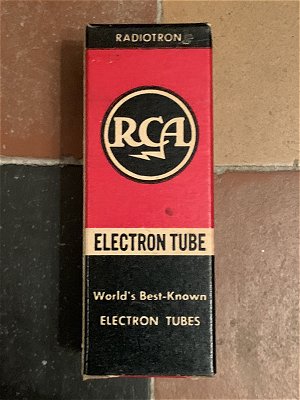 RADIOTRON
RCA
ELECTRON TUBE
World's Best-Known
ELECTRON TUBES